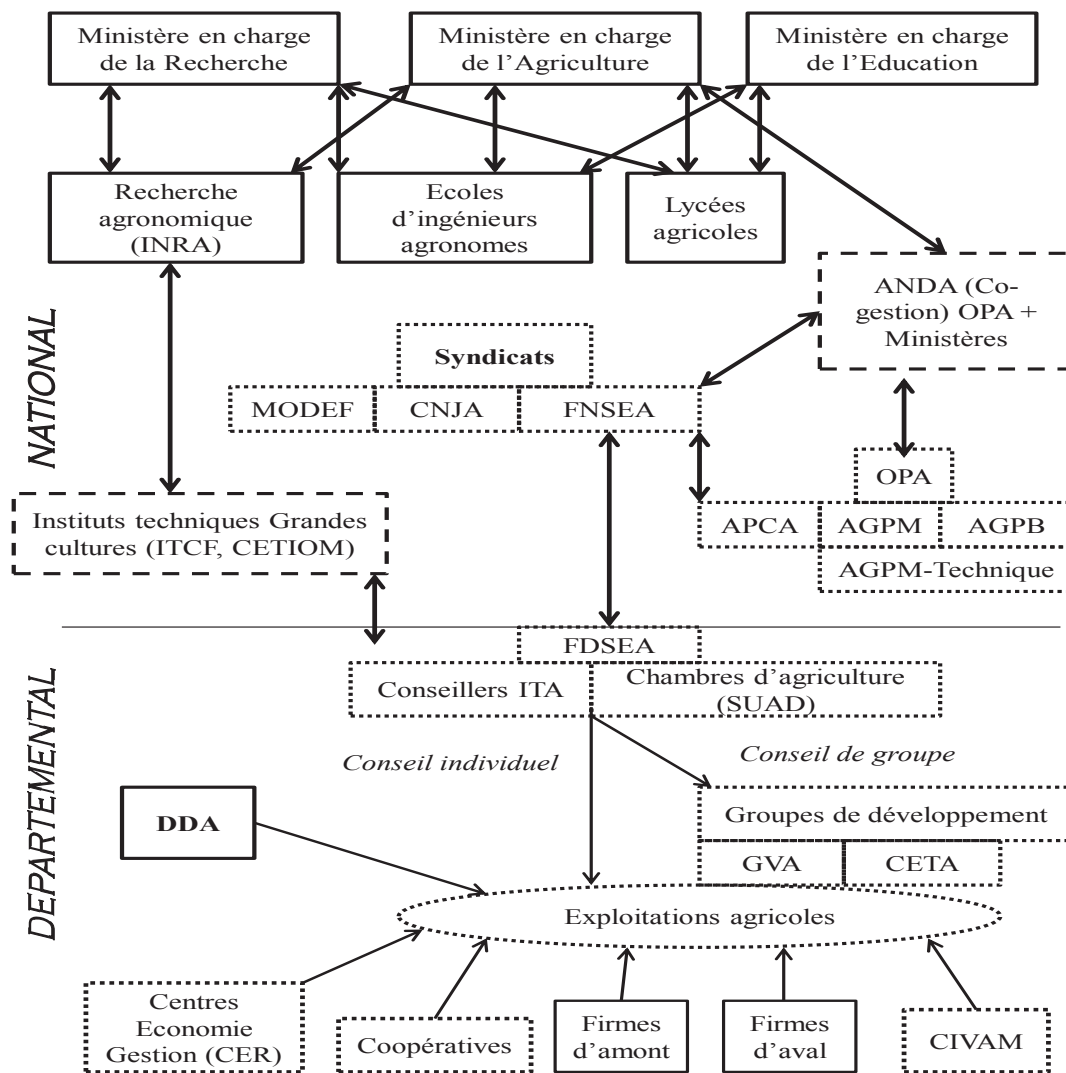 Ministère en charge
de la Recherche
Ministère en charge
de l’Agriculture
Ministère en charge
de l’Education
Recherche
agronomique
(INRA)
Ecoles
d’ingénieurs
agronomes
Lycées
agricoles
ANDA (Co-
gestion) OPA +
Ministères
NATIONAL
Syndicats
MODEF
CNJA
FNSEA
OPA
APCA
AGPM
AGPB
AGPM-Technique
Instituts techniques Grandes
cultures (ITCF, CETIOM)
DEPARTEMENTAL
FDSEA
Conseillers ITA
Chambres d’agriculture
(SUAD)
Conseil individuel
Conseil de groupe
DDA
Groupes de développement
GVA
CETA
Exploitations agricoles
Centres
Economie
Gestion (CER)
Coopératives
Firmes
d’amont
Firmes
d’aval
CIVAM